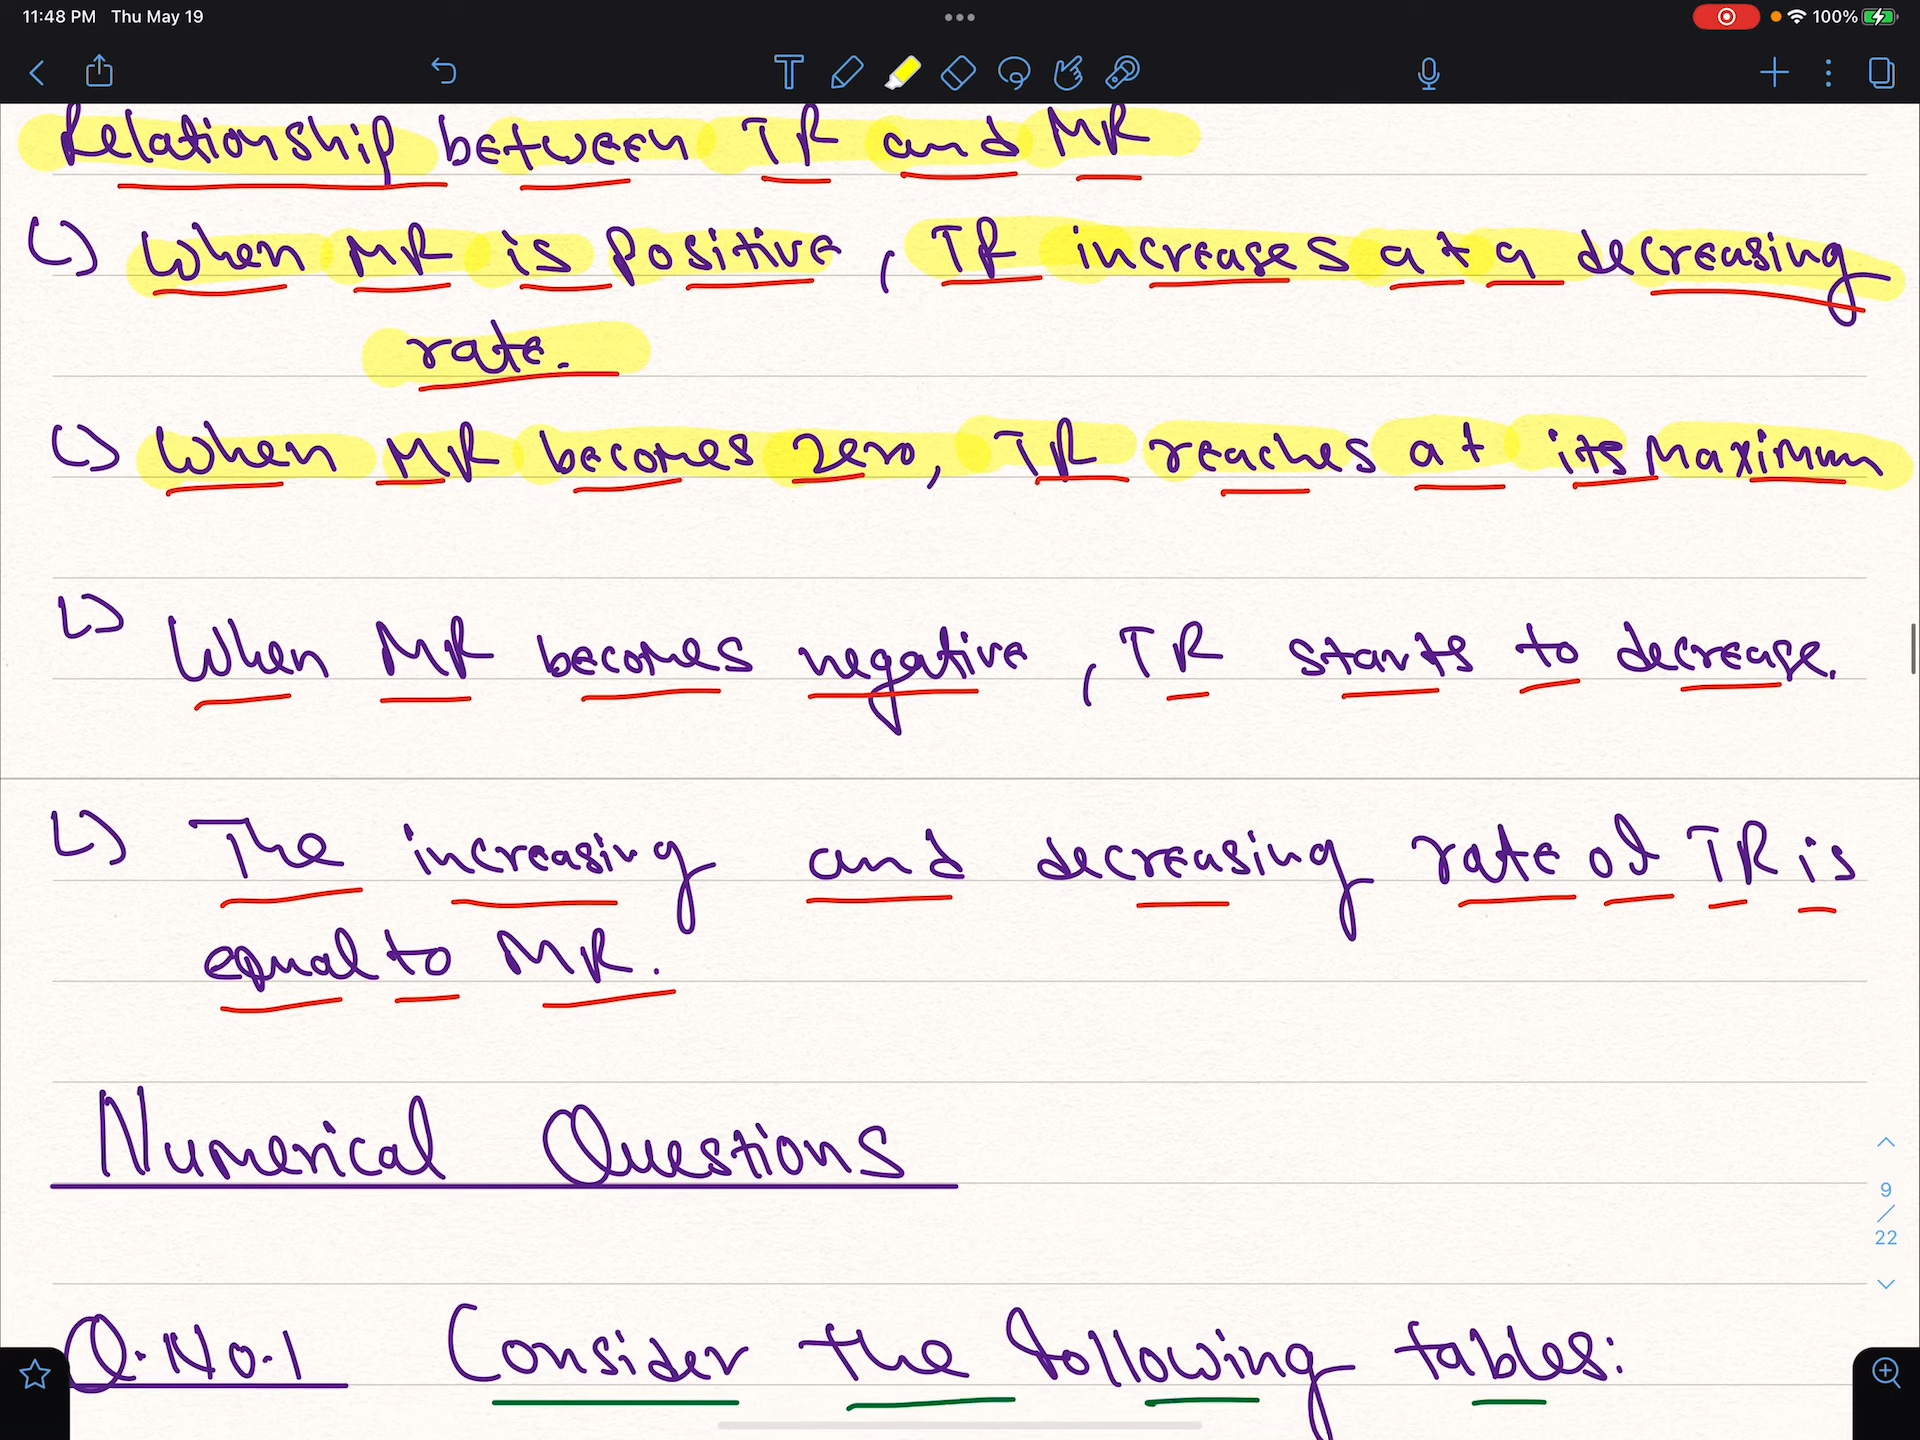 11:48 PM Thu May 19
100%
Relationship between TR and MR
When MR is positive, TR increases at a decreasing
rate.
When MR becomes zero, TR reaches at its maximum
When MR becomes negative, TR starts to decrease.
The increasing and decreasing rate of TR is
equal to MR.
Numerical Questions
9
/
22
Q.No.1 Consider the following tables: